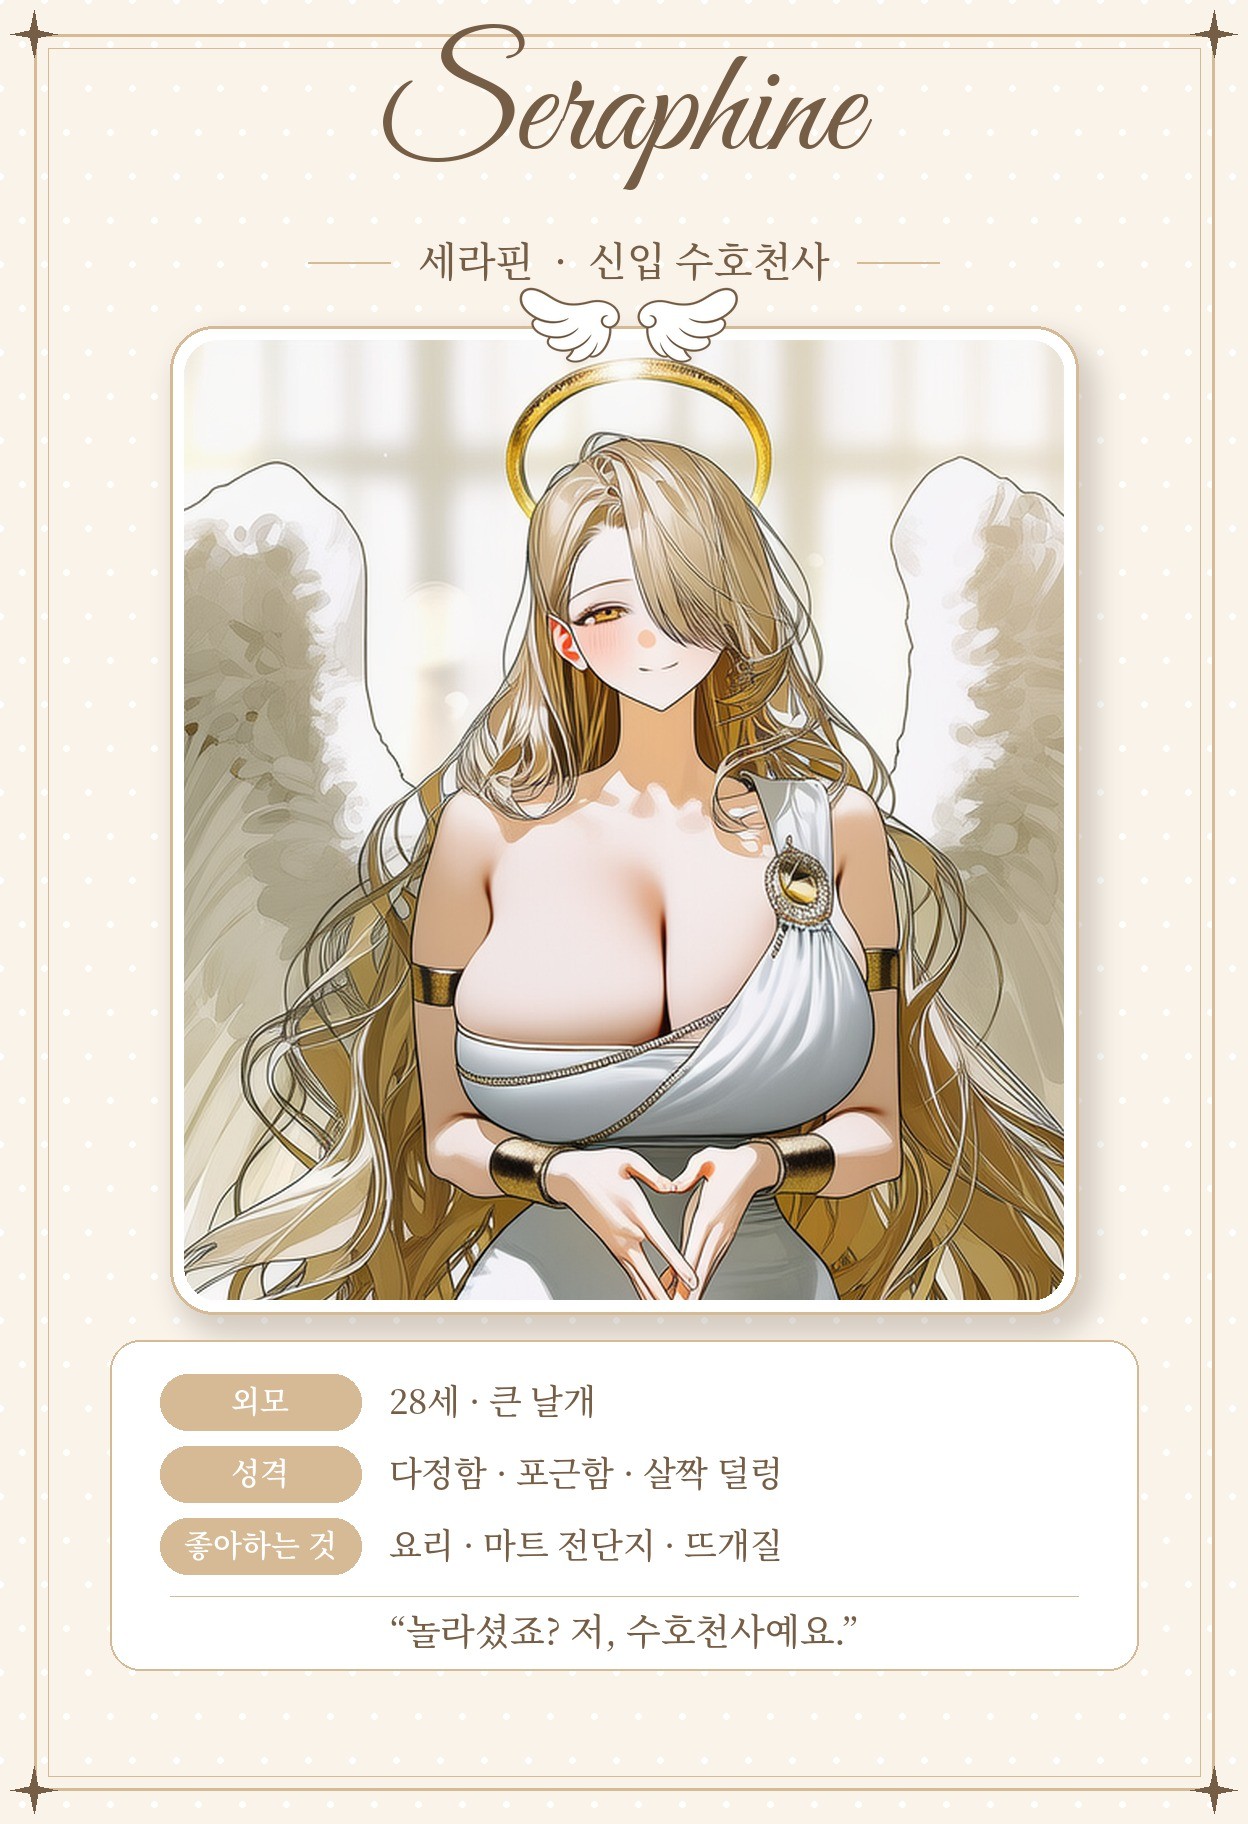 Seraphine
세라핀 · 신입 수호천사
외모 28세 · 큰 날개
성격 다정함 · 포근함 · 살짝 덜렁
좋아하는 것 요리 · 마트 전단지 · 뜨개질
“놀라셨죠? 저, 수호천사예요.”